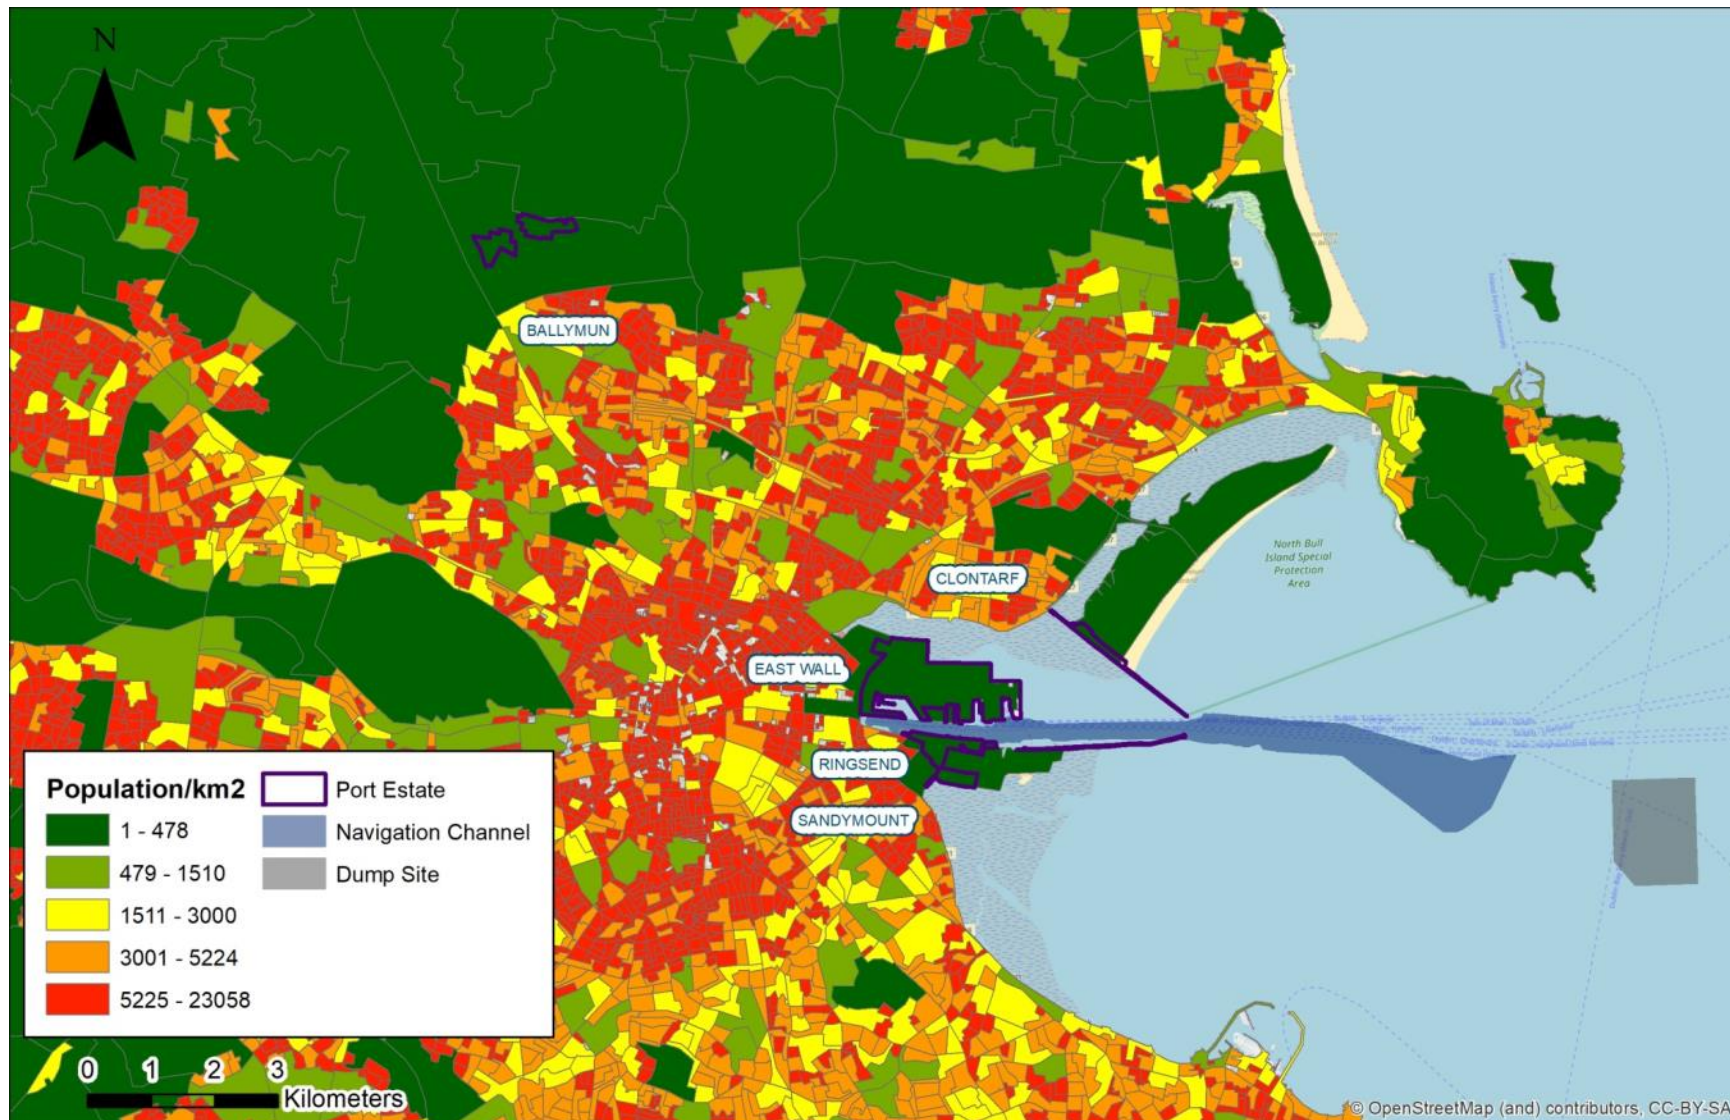 N
BALLYMUN
CLONTARF
North Bull
Island Special
Protection
Area
EAST WALL
RINGSEND
SANDYMOUNT
Population/km2
1 - 478
479 - 1510
1511 - 3000
3001 - 5224
5225 - 23058
Port Estate
Navigation Channel
Dump Site
0 1 2 3
Kilometers
© OpenStreetMap (and) contributors, CC-BY-SA